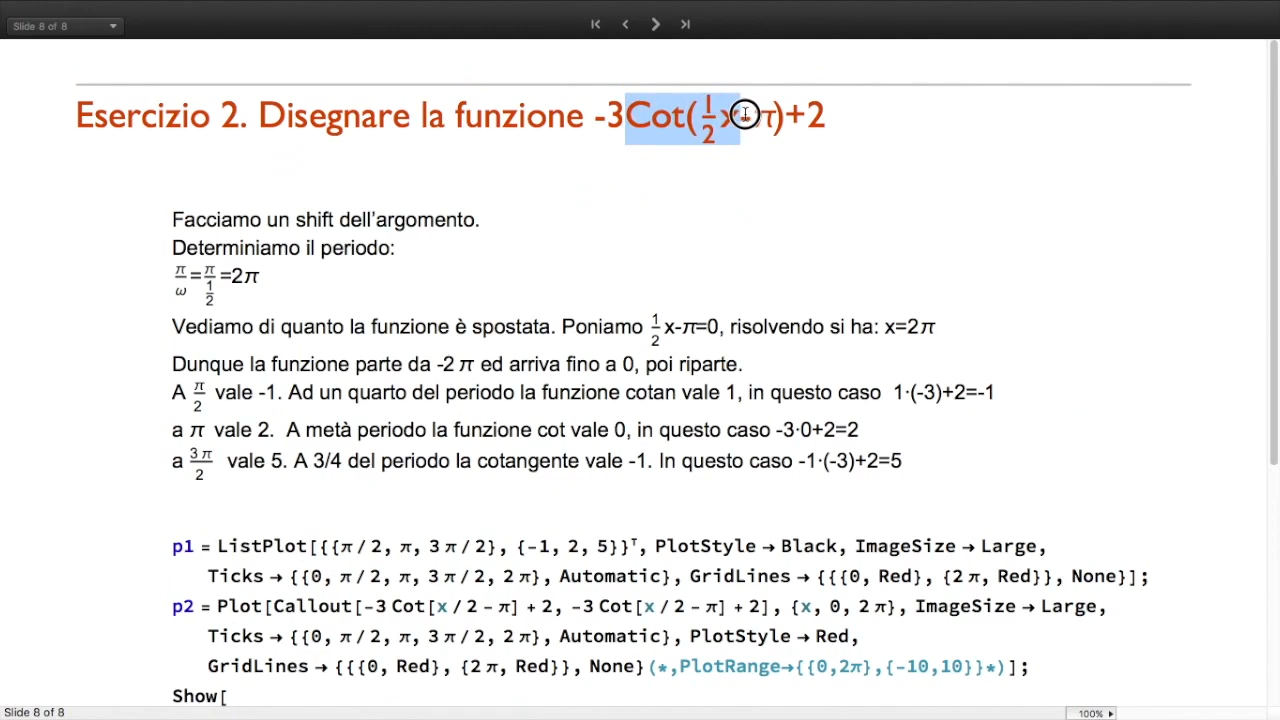 Slide 8 of 8
Esercizio 2. Disegnare la funzione -3Cot(1/2 x-π)+2
Facciamo un shift dell'argomento.
Determiniamo il periodo:
π/ω=π/(1/2)=2π
Vediamo di quanto la funzione è spostata. Poniamo 1/2 x-π=0, risolvendo si ha: x=2π
Dunque la funzione parte da -2π ed arriva fino a 0, poi riparte.
A π/2 vale -1. Ad un quarto del periodo la funzione cotan vale 1, in questo caso 1·(-3)+2=-1
a π vale 2. A metà periodo la funzione cot vale 0, in questo caso -3·0+2=2
a 3π/2 vale 5. A 3/4 del periodo la cotangente vale -1. In questo caso -1·(-3)+2=5
p1 = ListPlot[{{π/2, π, 3π/2}, {-1, 2, 5}}ᵀ, PlotStyle→Black, ImageSize→Large,
Ticks→{{0, π/2, π, 3π/2, 2π}, Automatic}, GridLines→{{{0, Red}, {2π, Red}}, None}];
p2 = Plot[Callout[-3 Cot[x/2-π]+2, -3 Cot[x/2-π]+2], {x, 0, 2π}, ImageSize→Large,
Ticks→{{0, π/2, π, 3π/2, 2π}, Automatic}, PlotStyle→Red,
GridLines→{{{0, Red}, {2π, Red}}, None}(*,PlotRange→{{0,2π},{-10,10}}*)];
Show[
Slide 8 of 8
100%